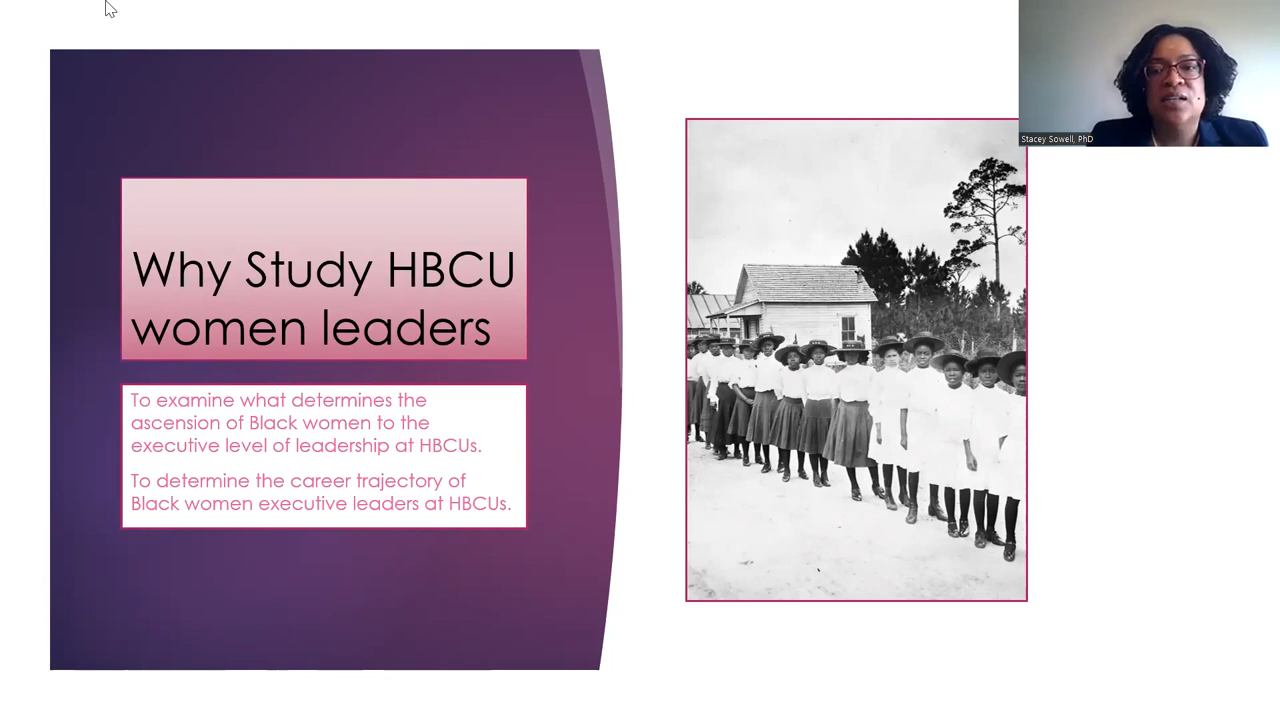 Why Study HBCU
women leaders
To examine what determines the
ascension of Black women to the
executive level of leadership at HBCUs.
To determine the career trajectory of
Black women executive leaders at HBCUs.
Stacey Sowell, PhD